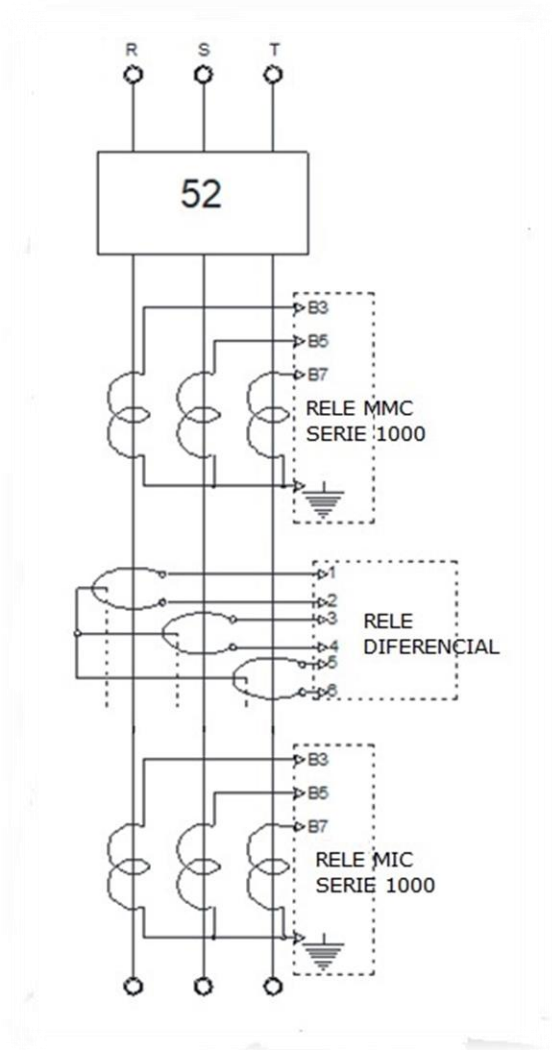 R S T
52
B3
B5
B7
RELE MMC
SERIE 1000
1
2
3
RELE
DIFERENCIAL
4
5
6
B3
B5
B7
RELE MIC
SERIE 1000